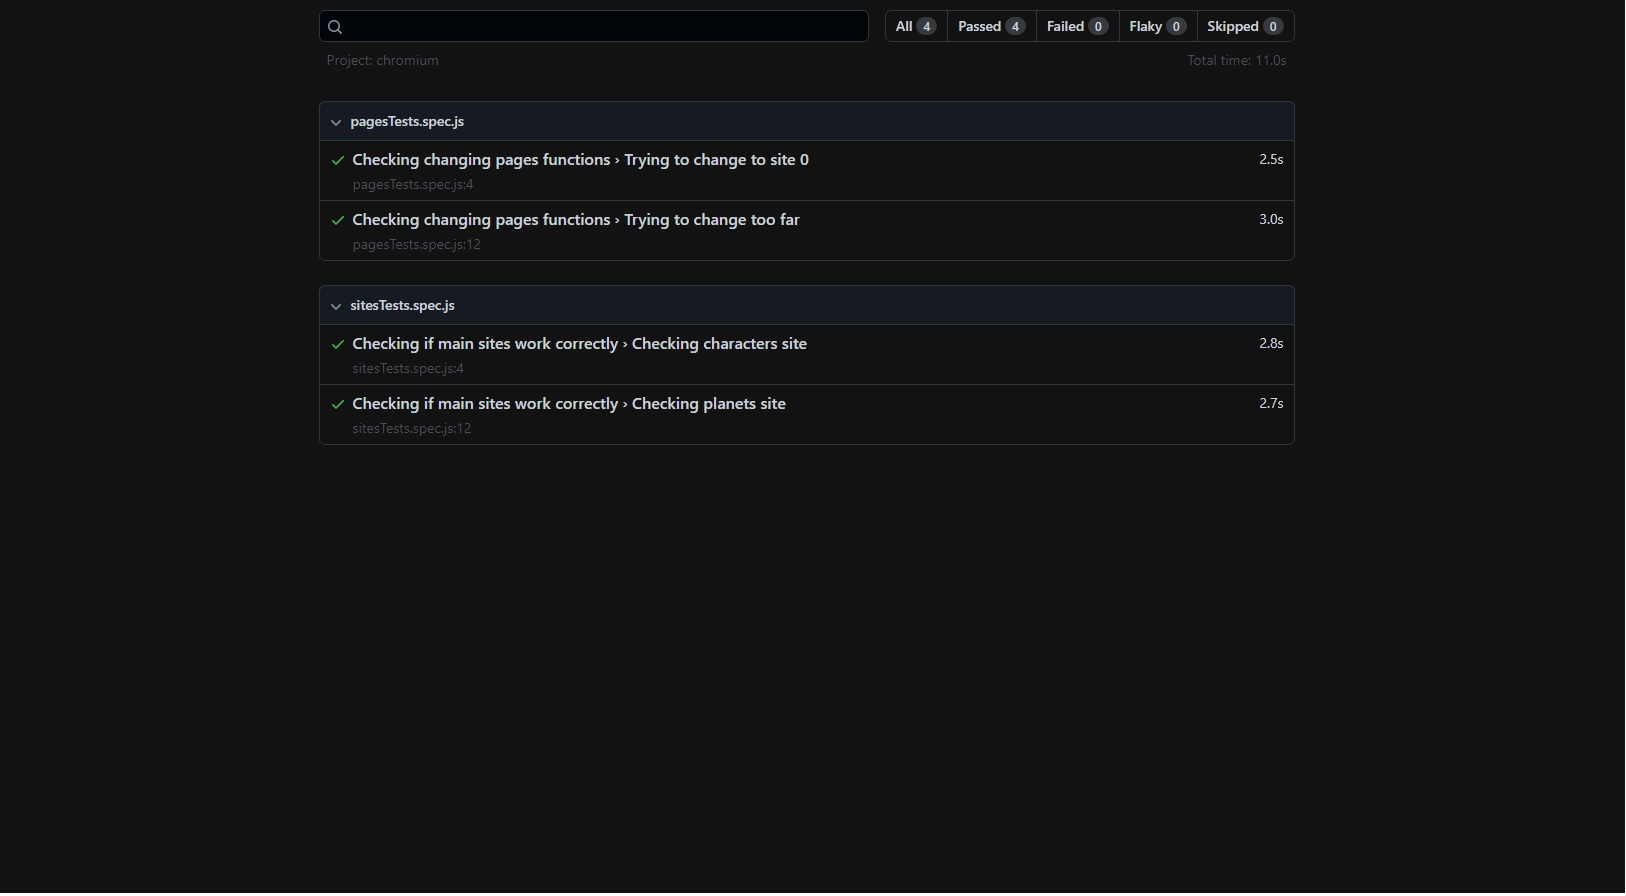 All 4 Passed 4 Failed 0 Flaky 0 Skipped 0
Project: chromium Total time: 11.0s
pagesTests.spec.js
Checking changing pages functions › Trying to change to site 0 2.5s
pagesTests.spec.js:4
Checking changing pages functions › Trying to change too far 3.0s
pagesTests.spec.js:12
sitesTests.spec.js
Checking if main sites work correctly › Checking characters site 2.8s
sitesTests.spec.js:4
Checking if main sites work correctly › Checking planets site 2.7s
sitesTests.spec.js:12